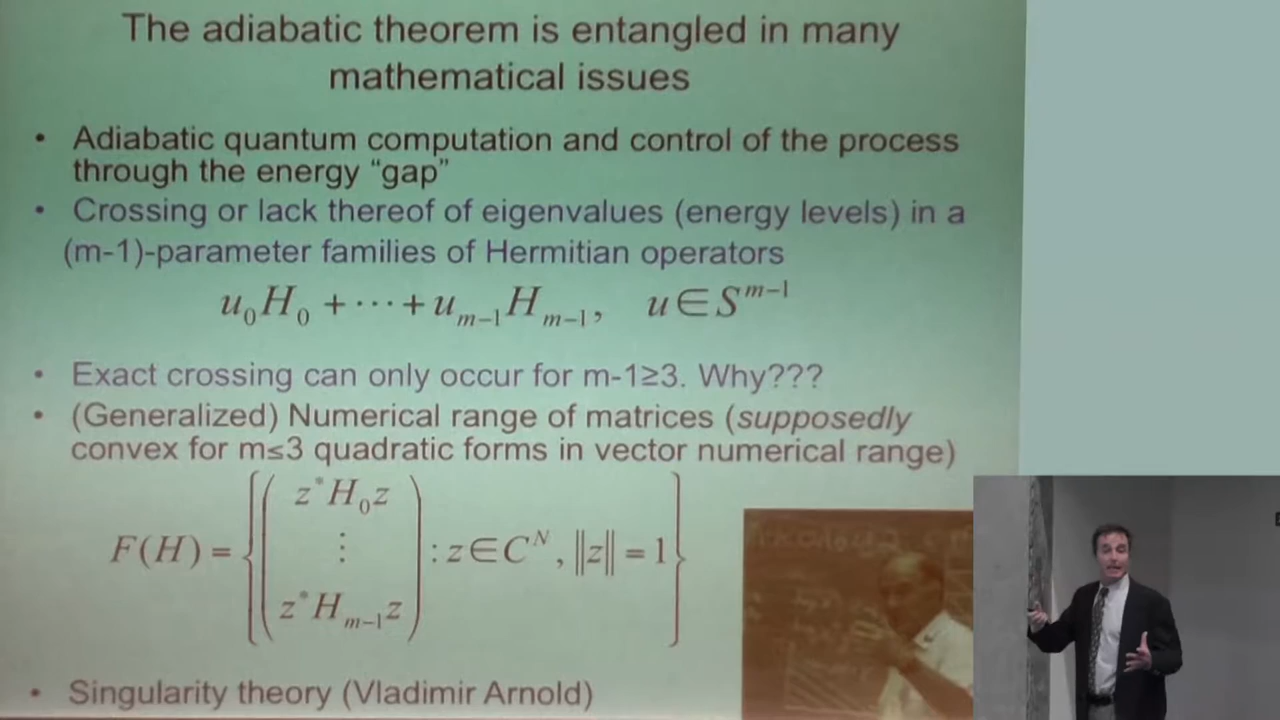 The adiabatic theorem is entangled in many
mathematical issues
• Adiabatic quantum computation and control of the process
through the energy “gap”
• Crossing or lack thereof of eigenvalues (energy levels) in a
(m-1)-parameter families of Hermitian operators
u₀H₀ + ⋯ + uₘ₋₁Hₘ₋₁, u ∈ Sᵐ⁻¹
• Exact crossing can only occur for m-1≥3. Why???
• (Generalized) Numerical range of matrices (supposedly
convex for m≤3 quadratic forms in vector numerical range)
z*H₀z
F(H) = { ( ⋮ ) : z ∈ Cᴺ, ‖z‖ = 1 }
z*Hₘ₋₁z
• Singularity theory (Vladimir Arnold)